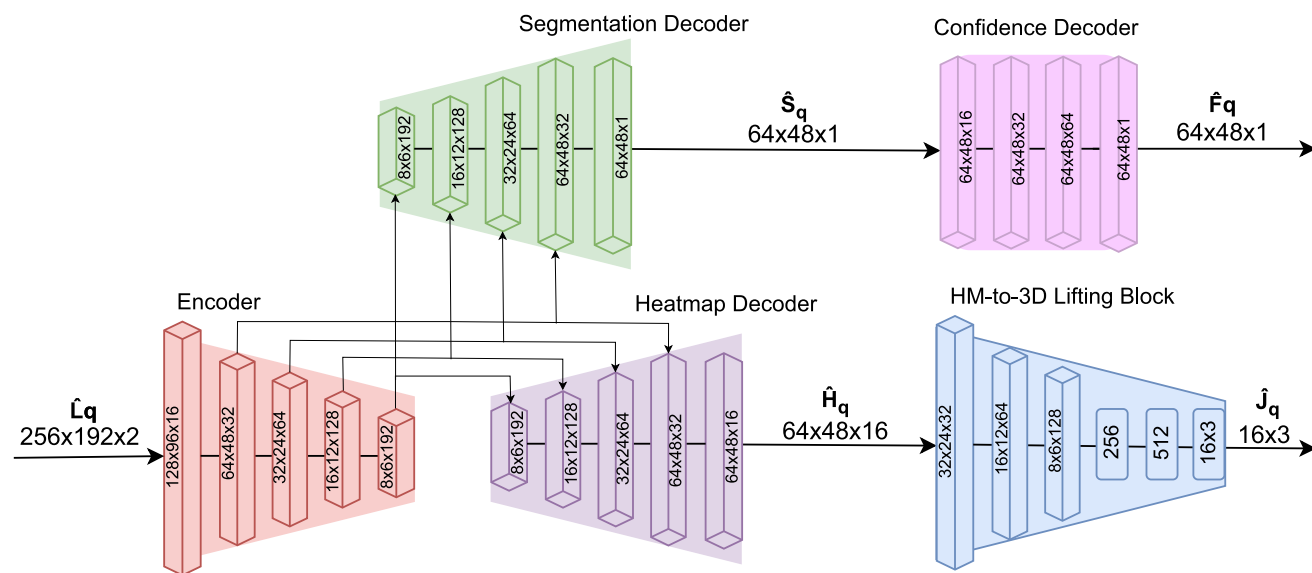 Segmentation Decoder
8x6x192
16x12x128
32x24x64
64x48x32
64x48x1
Ŝq
64x48x1
Confidence Decoder
64x48x16
64x48x32
64x48x64
64x48x1
F̂q
64x48x1
Encoder
L̂q
256x192x2
128x96x16
64x48x32
32x24x64
16x12x128
8x6x192
Heatmap Decoder
8x6x192
16x12x128
32x24x64
64x48x32
64x48x16
Ĥq
64x48x16
HM-to-3D Lifting Block
32x24x32
16x12x64
8x6x128
256
512
16x3
Ĵq
16x3